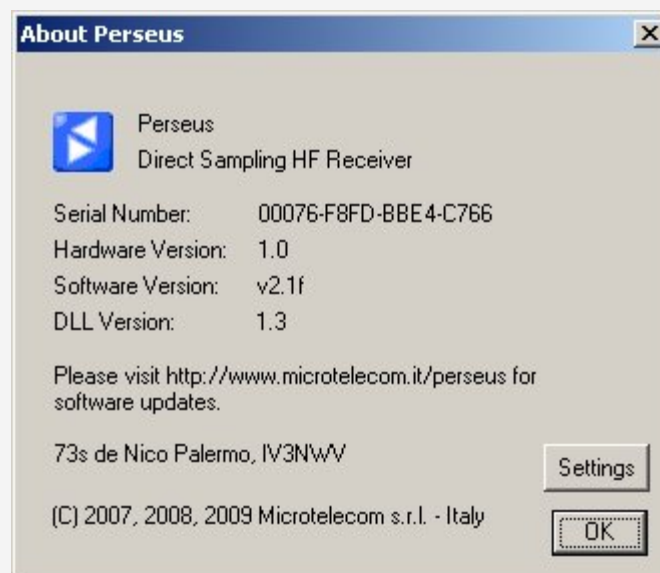 About Perseus
Perseus
Direct Sampling HF Receiver
Serial Number: 00076-F8FD-BBE4-C766
Hardware Version: 1.0
Software Version: v2.1f
DLL Version: 1.3
Please visit http://www.microtelecom.it/perseus for
software updates.
73s de Nico Palermo, IV3NWV
Settings
(C) 2007, 2008, 2009 Microtelecom s.r.l. - Italy
OK